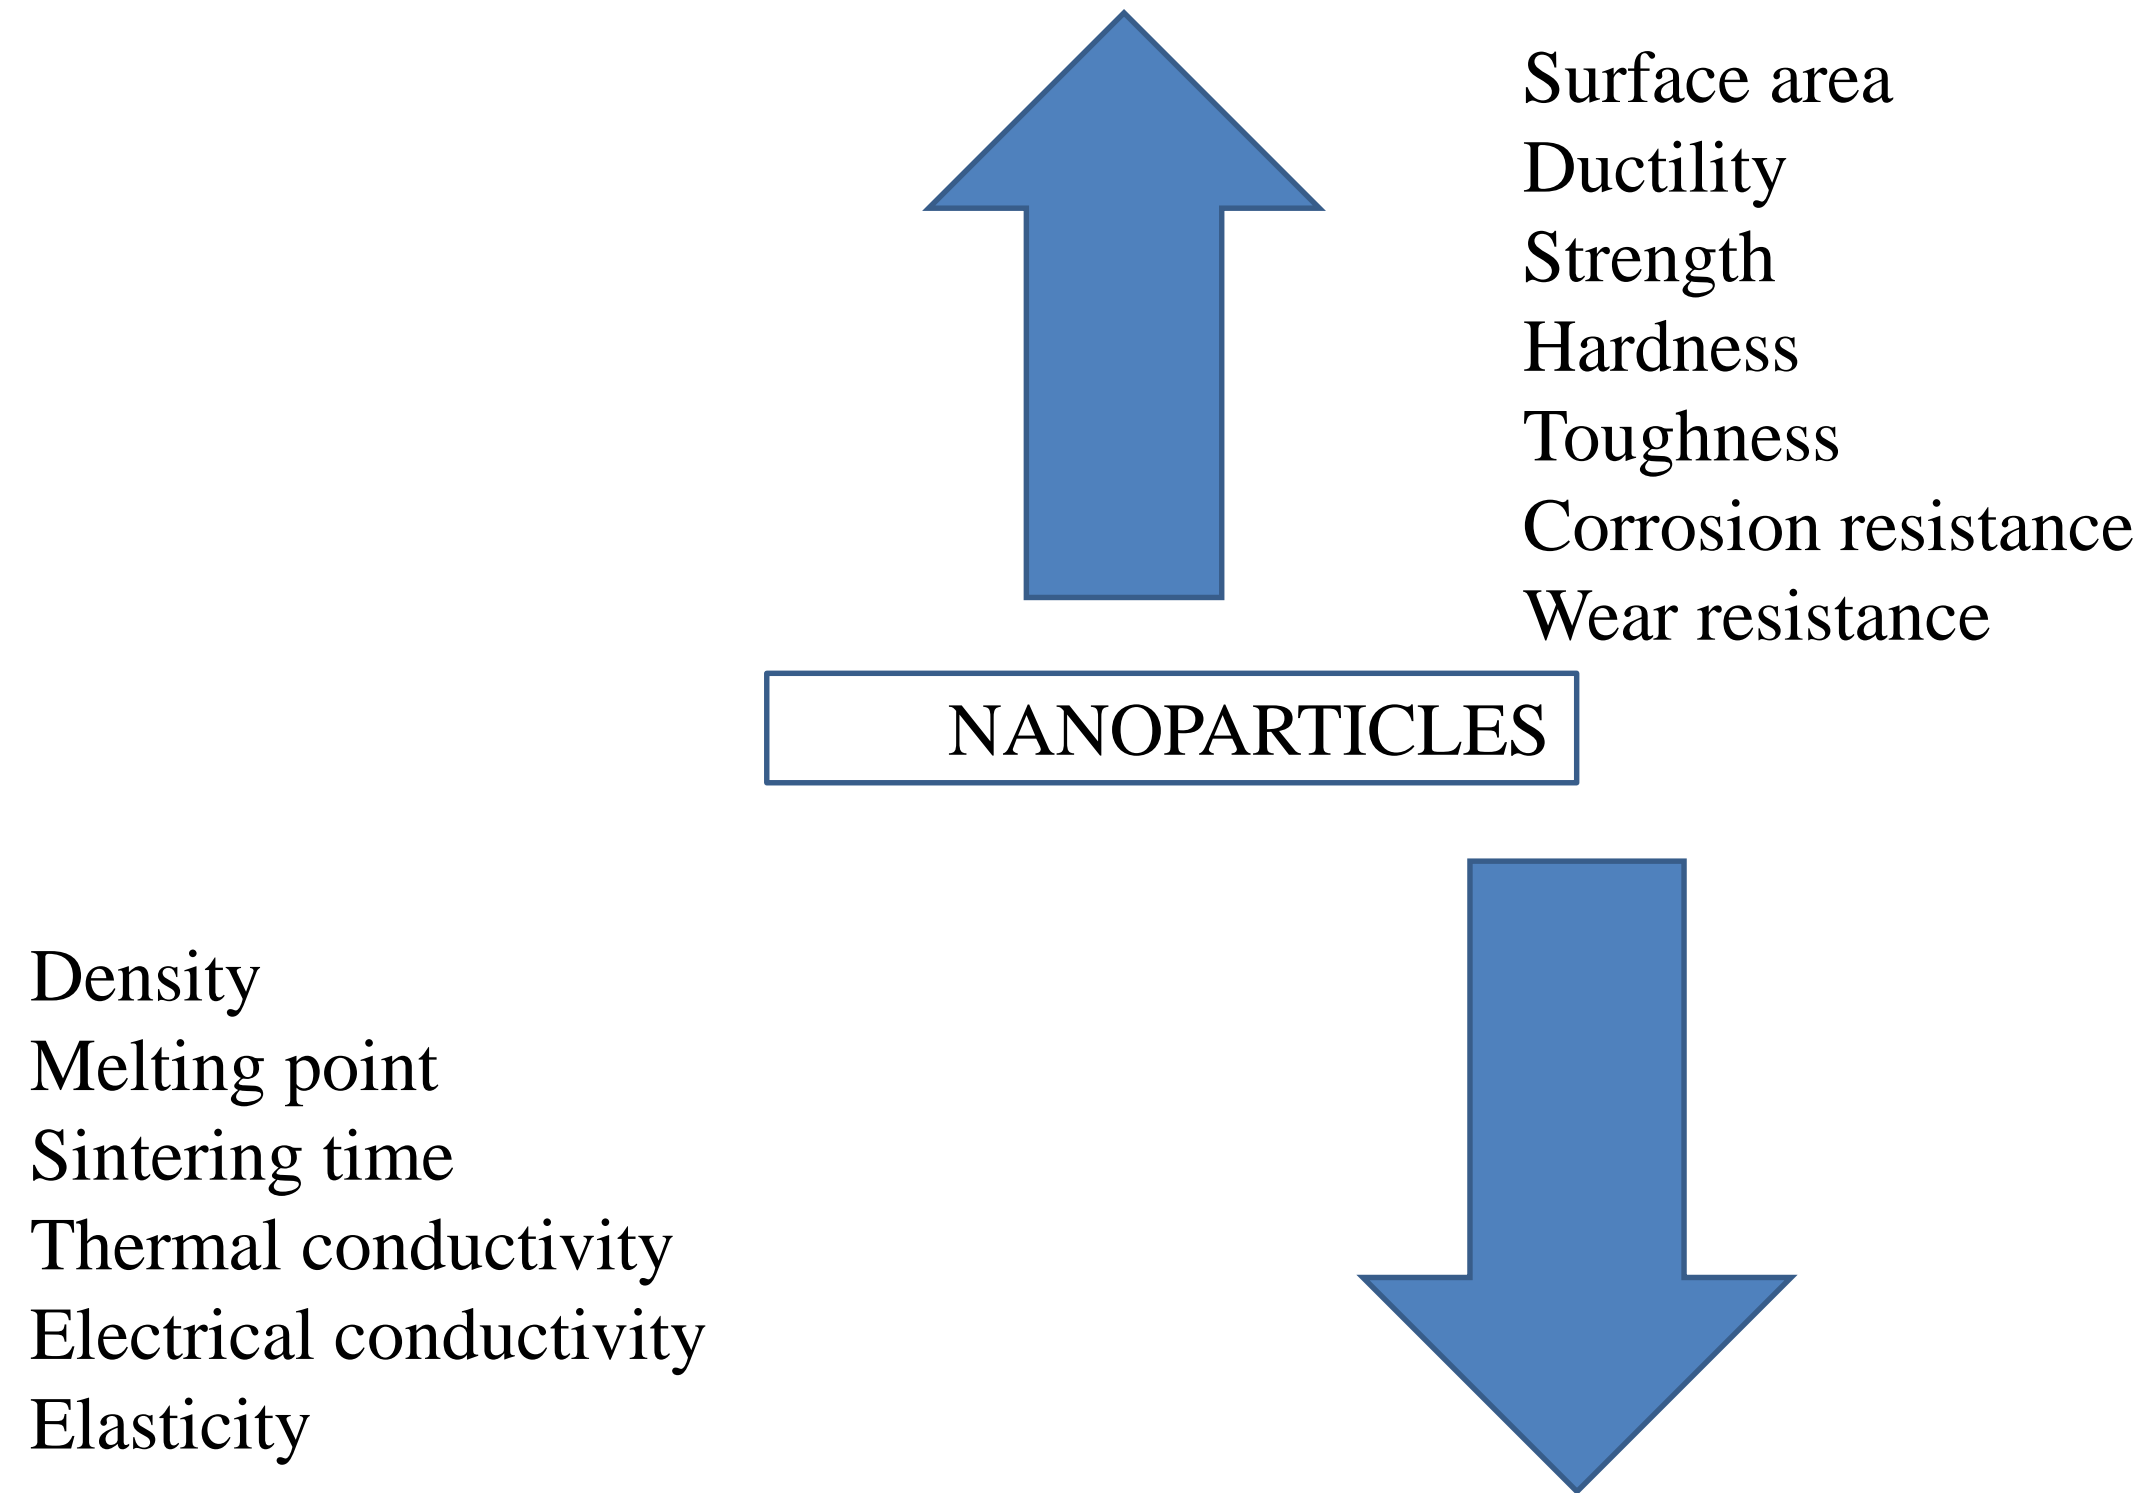 Surface area
Ductility
Strength
Hardness
Toughness
Corrosion resistance
Wear resistance
NANOPARTICLES
Density
Melting point
Sintering time
Thermal conductivity
Electrical conductivity
Elasticity